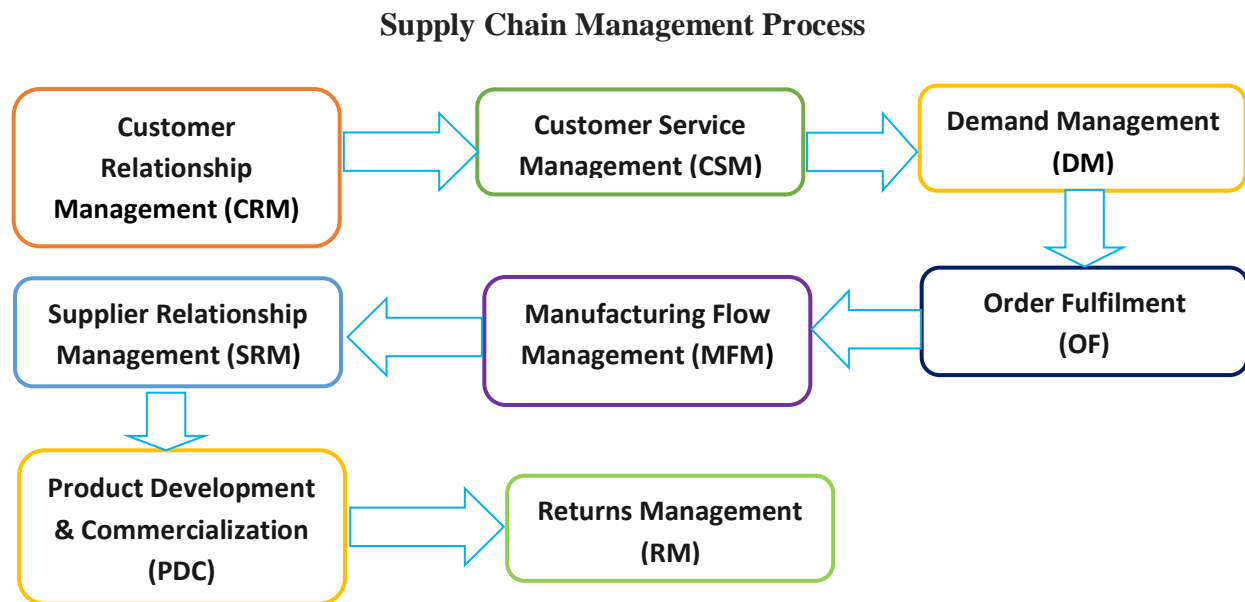 Supply Chain Management Process
Customer
Relationship
Management (CRM)
Customer Service
Management (CSM)
Demand Management
(DM)
Order Fulfilment
(OF)
Manufacturing Flow
Management (MFM)
Supplier Relationship
Management (SRM)
Product Development
& Commercialization
(PDC)
Returns Management
(RM)